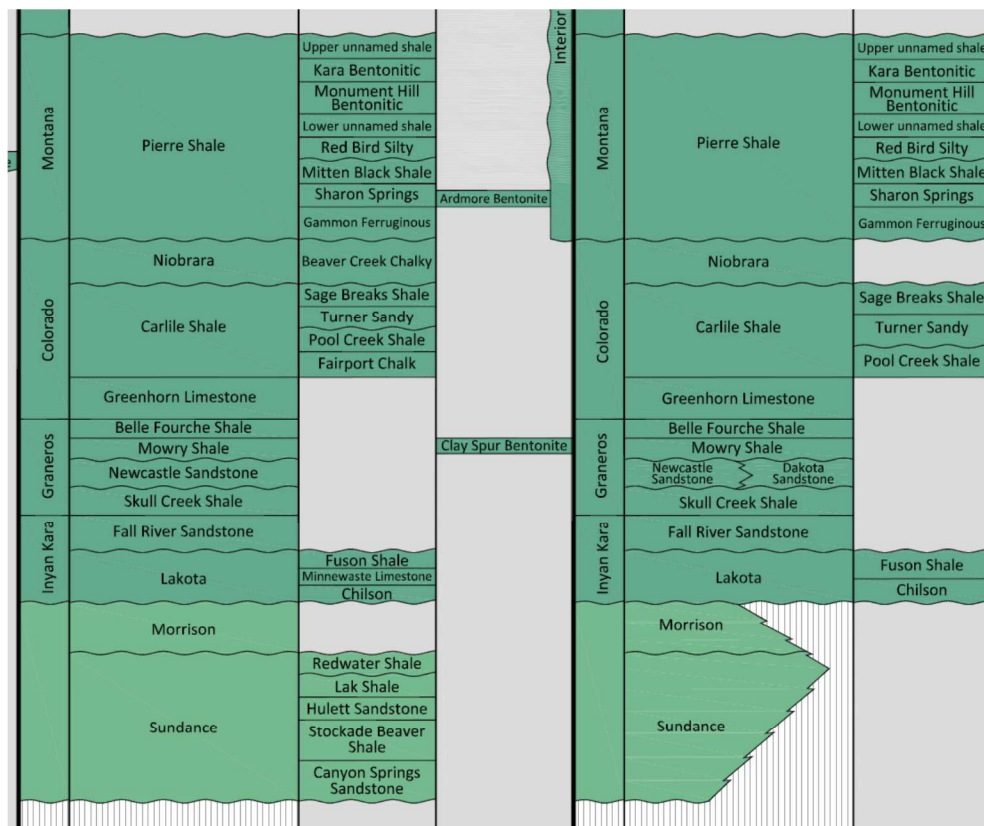 Montana
Pierre Shale
Upper unnamed shale
Kara Bentonitic
Monument Hill
Bentonitic
Lower unnamed shale
Red Bird Silty
Mitten Black Shale
Sharon Springs
Gammon Ferruginous
Ardmore Bentonite
Colorado
Niobrara
Beaver Creek Chalky
Carlile Shale
Sage Breaks Shale
Turner Sandy
Pool Creek Shale
Fairport Chalk
Greenhorn Limestone
Graneros
Belle Fourche Shale
Mowry Shale
Newcastle Sandstone
Skull Creek Shale
Clay Spur Bentonite
Inyan Kara
Fall River Sandstone
Lakota
Fuson Shale
Minnewaste Limestone
Chilson
Morrison
Sundance
Redwater Shale
Lak Shale
Hulett Sandstone
Stockade Beaver
Shale
Canyon Springs
Sandstone
Interior
Montana
Pierre Shale
Upper unnamed shale
Kara Bentonitic
Monument Hill
Bentonitic
Lower unnamed shale
Red Bird Silty
Mitten Black Shale
Sharon Springs
Gammon Ferruginous
Colorado
Niobrara
Carlile Shale
Sage Breaks Shale
Turner Sandy
Pool Creek Shale
Greenhorn Limestone
Graneros
Belle Fourche Shale
Mowry Shale
Newcastle
Sandstone
Dakota
Sandstone
Skull Creek Shale
Inyan Kara
Fall River Sandstone
Lakota
Fuson Shale
Chilson
Morrison
Sundance